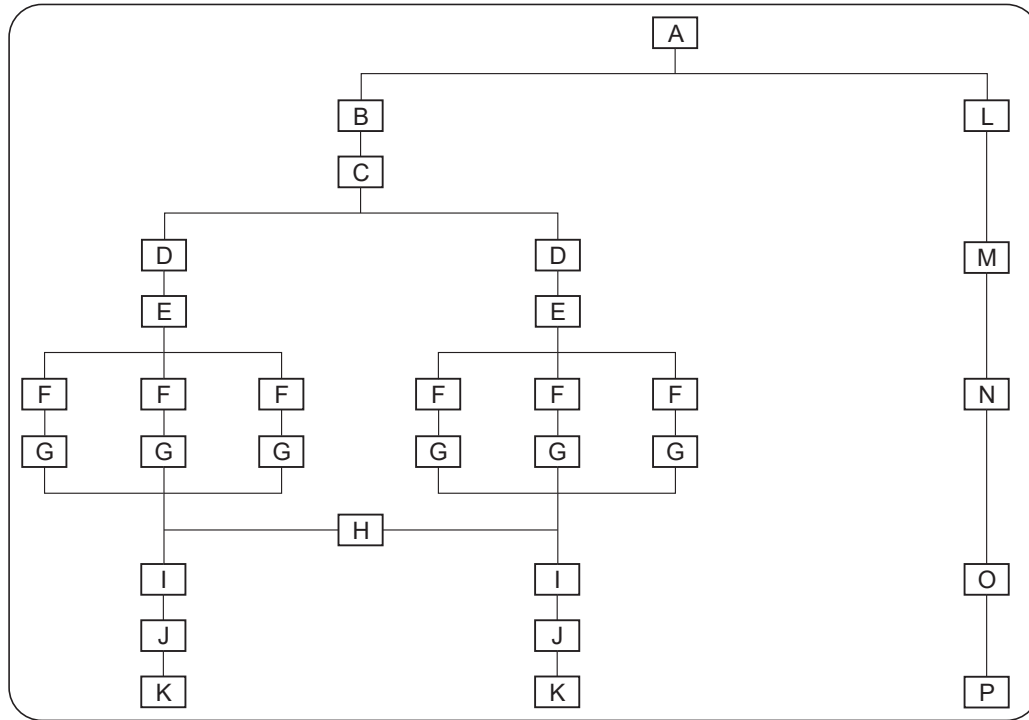 A
B L
C
D D M
E E
F F F F F F N
G G G G G G
H
I I O
J J
K K P